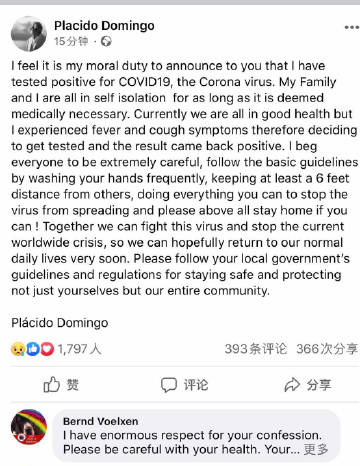 Placido Domingo
15分钟 ·
I feel it is my moral duty to announce to you that I have
tested positive for COVID19, the Corona virus. My Family
and I are all in self isolation for as long as it is deemed
medically necessary. Currently we are all in good health but
I experienced fever and cough symptoms therefore deciding
to get tested and the result came back positive. I beg
everyone to be extremely careful, follow the basic guidelines
by washing your hands frequently, keeping at least a 6 feet
distance from others, doing everything you can to stop the
virus from spreading and please above all stay home if you
can ! Together we can fight this virus and stop the current
worldwide crisis, so we can hopefully return to our normal
daily lives very soon. Please follow your local government's
guidelines and regulations for staying safe and protecting
not just yourselves but our entire community.
Plácido Domingo
1,797人 393条评论 366次分享
赞 评论 分享
Bernd Voelxen
I have enormous respect for your confession.
Please be careful with your health. Your... 更多